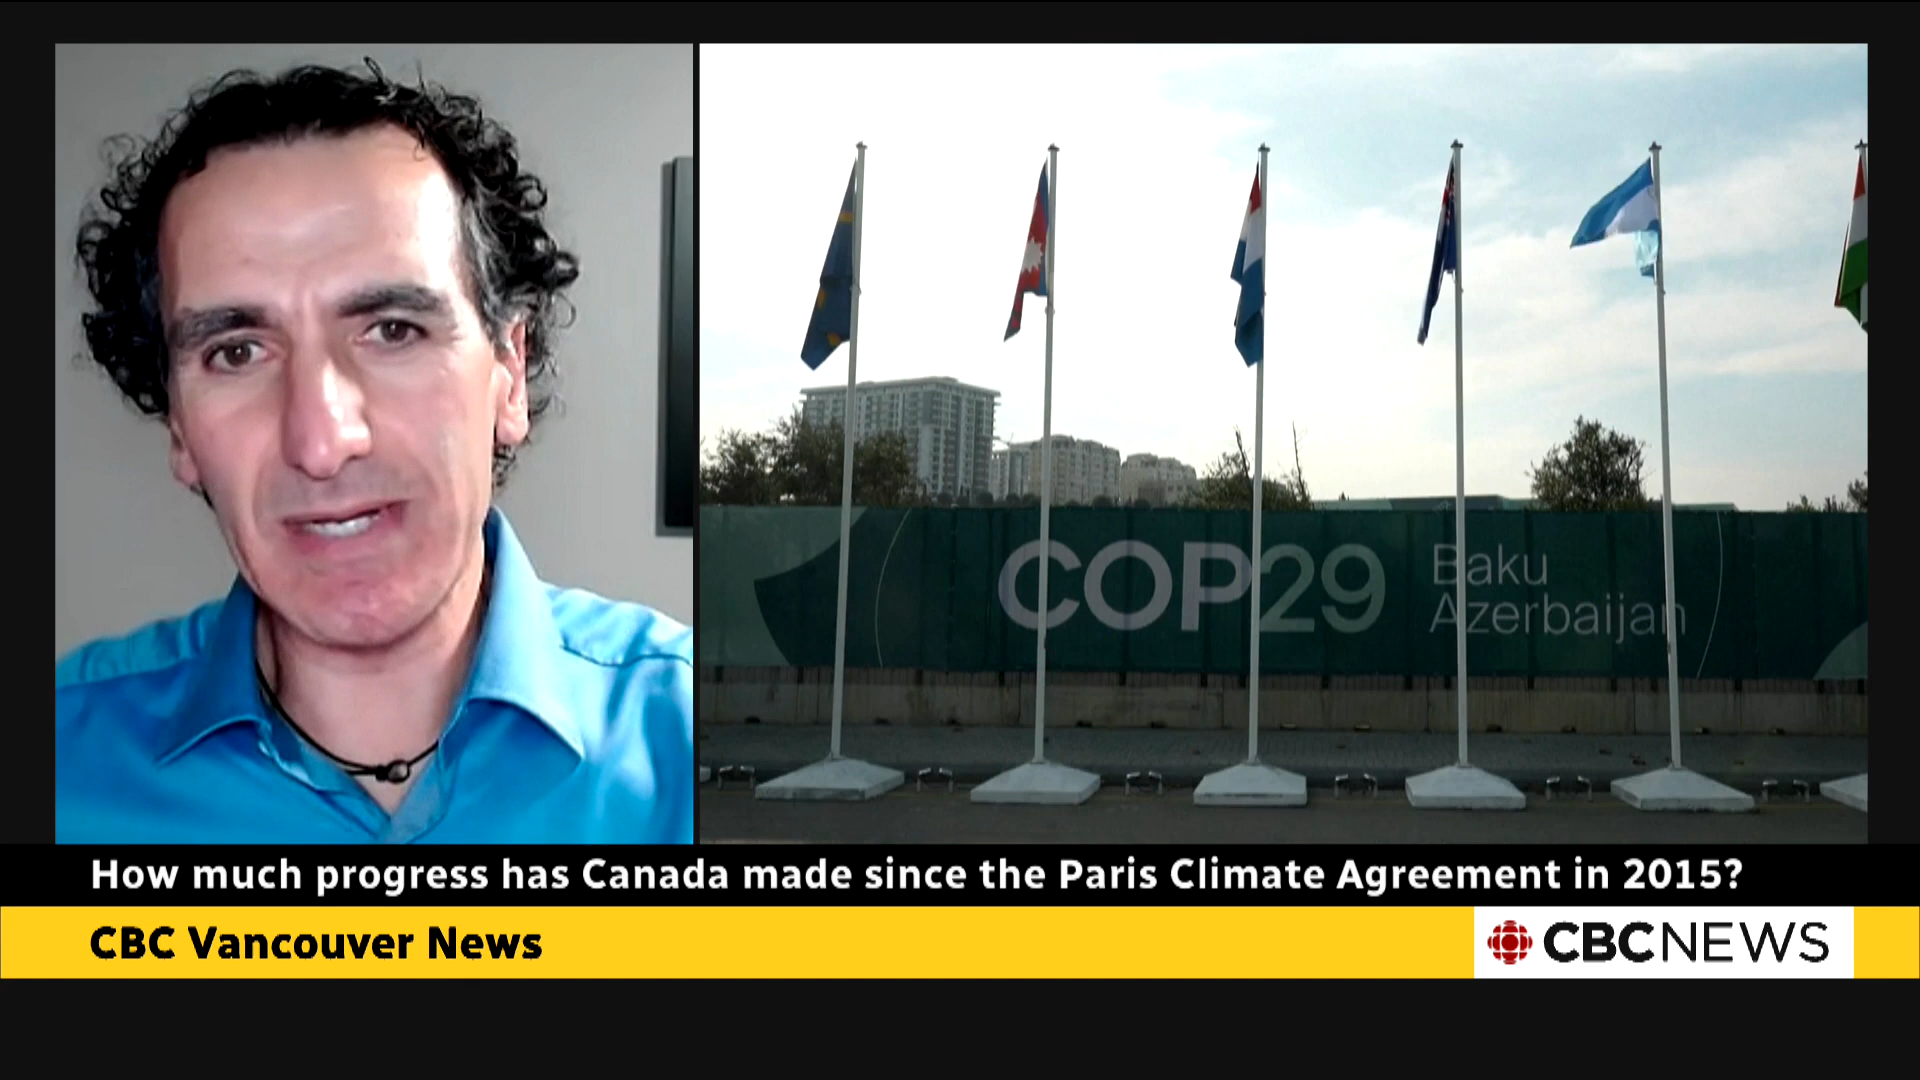 COP29
Baku
Azerbaijan
How much progress has Canada made since the Paris Climate Agreement in 2015?
CBC Vancouver News
CBCNEWS